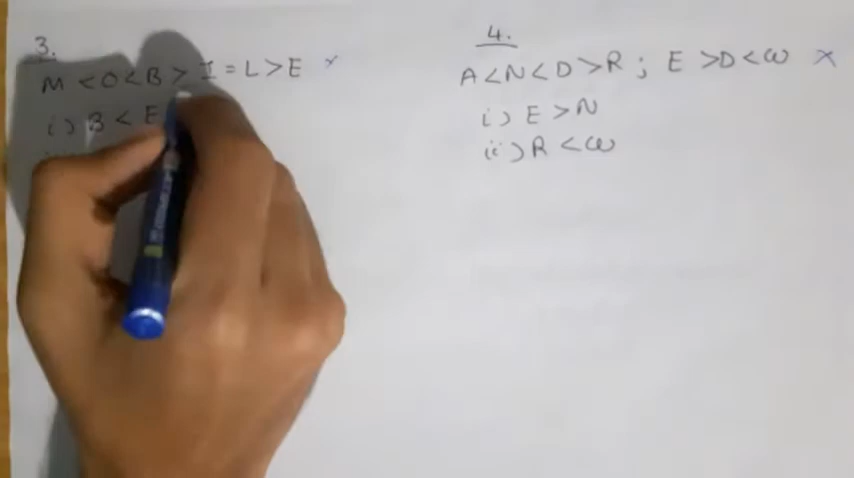 3.
M < O < B > I = L > E ×
i) B < E
4.
A < N < D > R ; E > D < W ×
i) E > N
ii) R < W